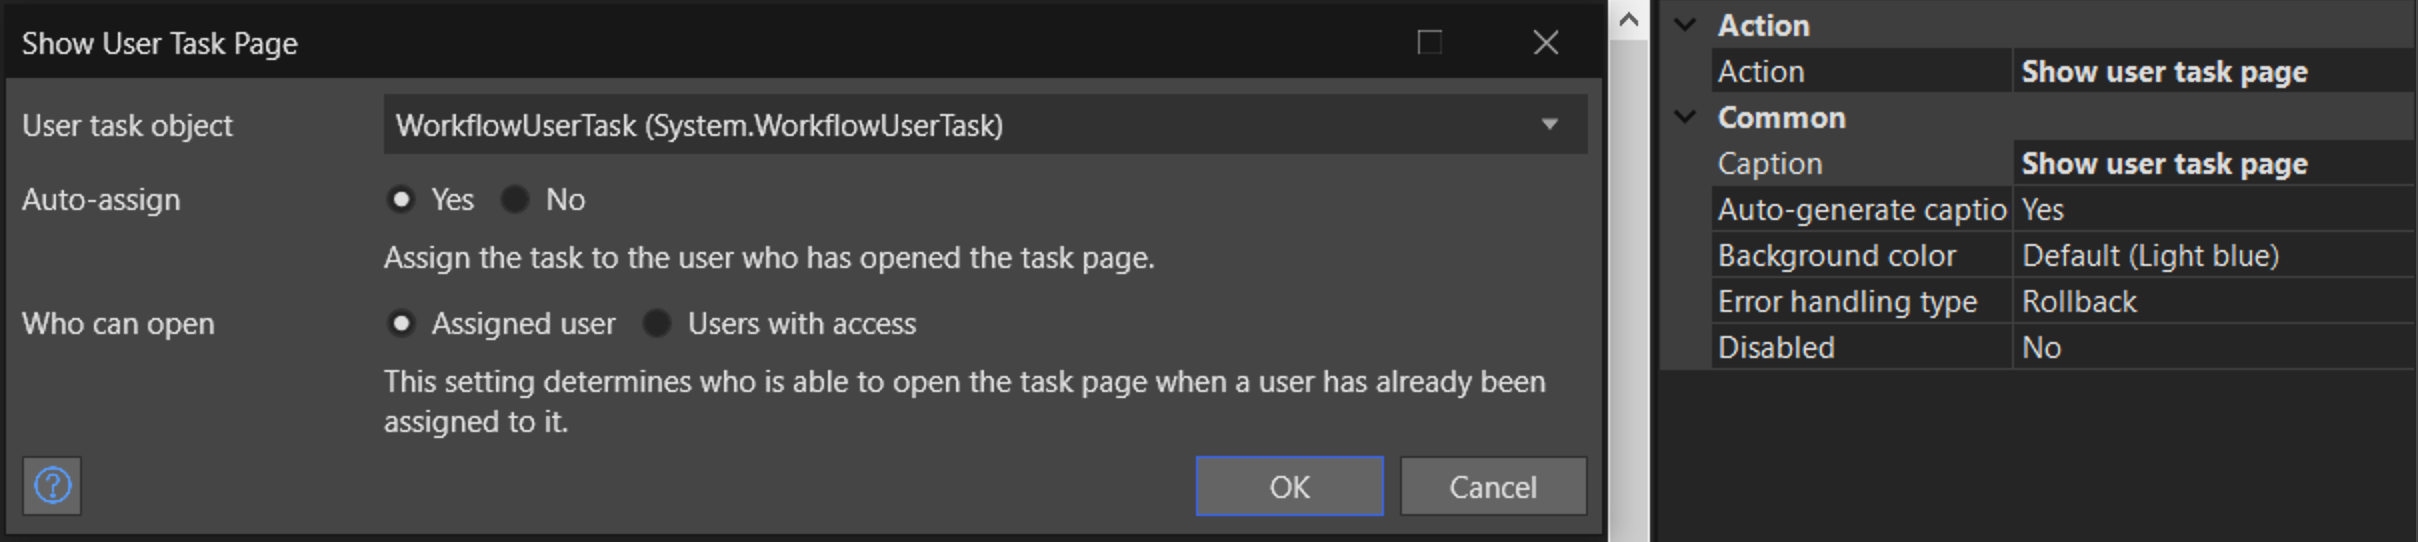 Show User Task Page
User task object
WorkflowUserTask (System.WorkflowUserTask)
Auto-assign
Yes No
Assign the task to the user who has opened the task page.
Who can open
Assigned user Users with access
This setting determines who is able to open the task page when a user has already been
assigned to it.
?
OK Cancel
Action
Action Show user task page
Common
Caption Show user task page
Auto-generate captio Yes
Background color Default (Light blue)
Error handling type Rollback
Disabled No